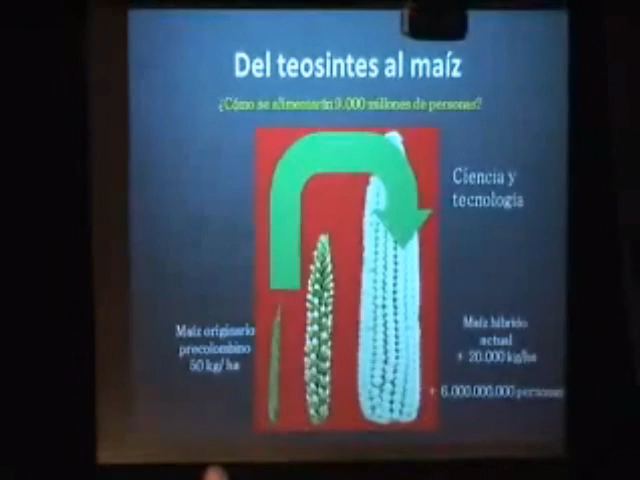 Del teosintes al maíz
¿Cómo se alimentarán 9.000 millones de personas?
Ciencia y
tecnología
Maíz originario
precolombino
50 kg/ ha
Maíz híbrido
actual
+ 20.000 kg/ha
+ 6.000.000.000 personas